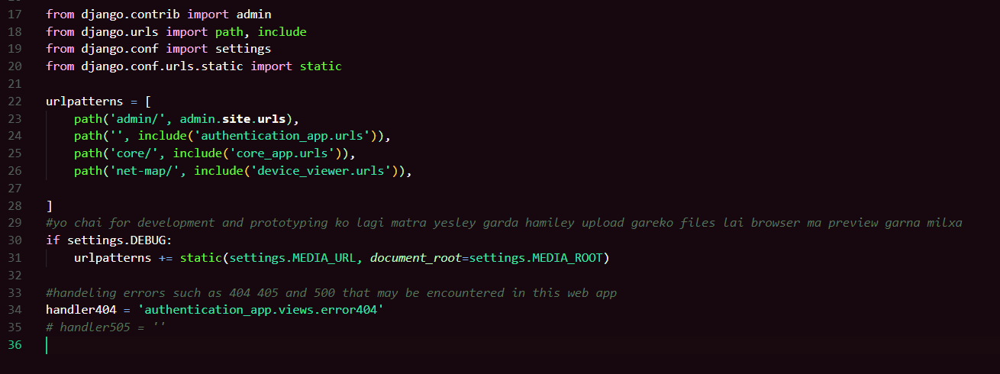 17 from django.contrib import admin
18 from django.urls import path, include
19 from django.conf import settings
20 from django.conf.urls.static import static
21
22 urlpatterns = [
23     path('admin/', admin.site.urls),
24     path('', include('authentication_app.urls')),
25     path('core/', include('core_app.urls')),
26     path('net-map/', include('device_viewer.urls')),
27
28 ]
29 #yo chai for development and prototyping ko lagi matra yesley garda hamiley upload gareko files lai browser ma preview garna milxa
30 if settings.DEBUG:
31     urlpatterns += static(settings.MEDIA_URL, document_root=settings.MEDIA_ROOT)
32
33 #handeling errors such as 404 405 and 500 that may be encountered in this web app
34 handler404 = 'authentication_app.views.error404'
35 # handler505 = ''
36